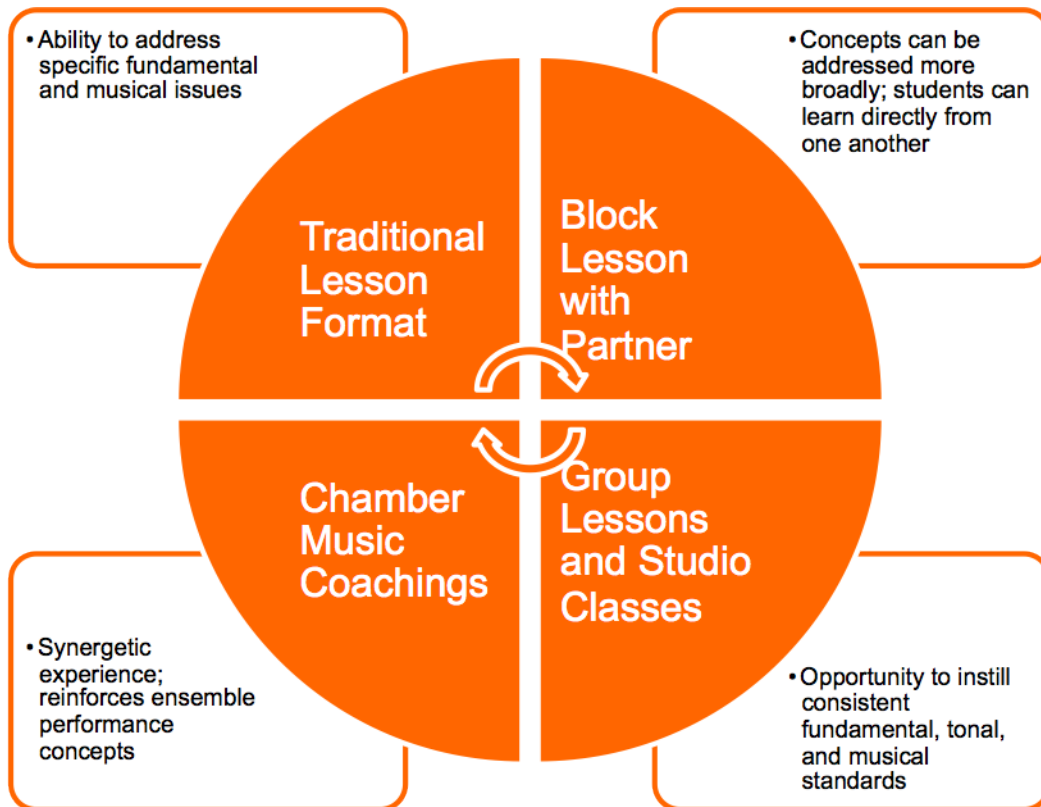 • Ability to address
specific fundamental
and musical issues
• Concepts can be
addressed more
broadly; students can
learn directly from
one another
Traditional
Lesson
Format
Block
Lesson
with
Partner
Chamber
Music
Coachings
Group
Lessons
and Studio
Classes
• Synergetic
experience;
reinforces ensemble
performance
concepts
• Opportunity to instill
consistent
fundamental, tonal,
and musical
standards